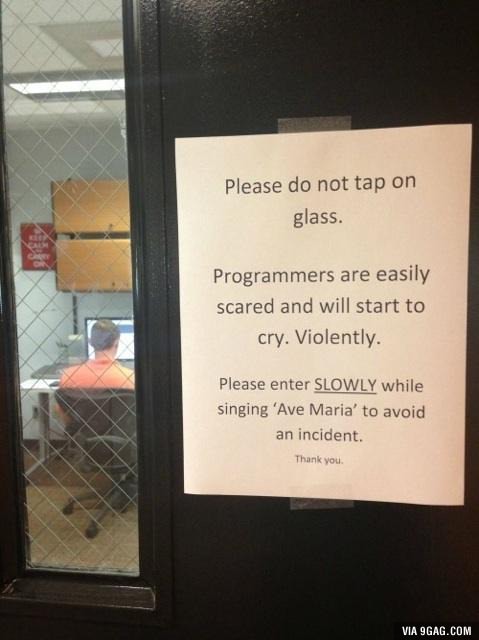 Please do not tap on
glass.
Programmers are easily
scared and will start to
cry. Violently.
Please enter SLOWLY while
singing ‘Ave Maria’ to avoid
an incident.
Thank you.
KEEP
CALM
AND
CARRY
ON
VIA 9GAG.COM